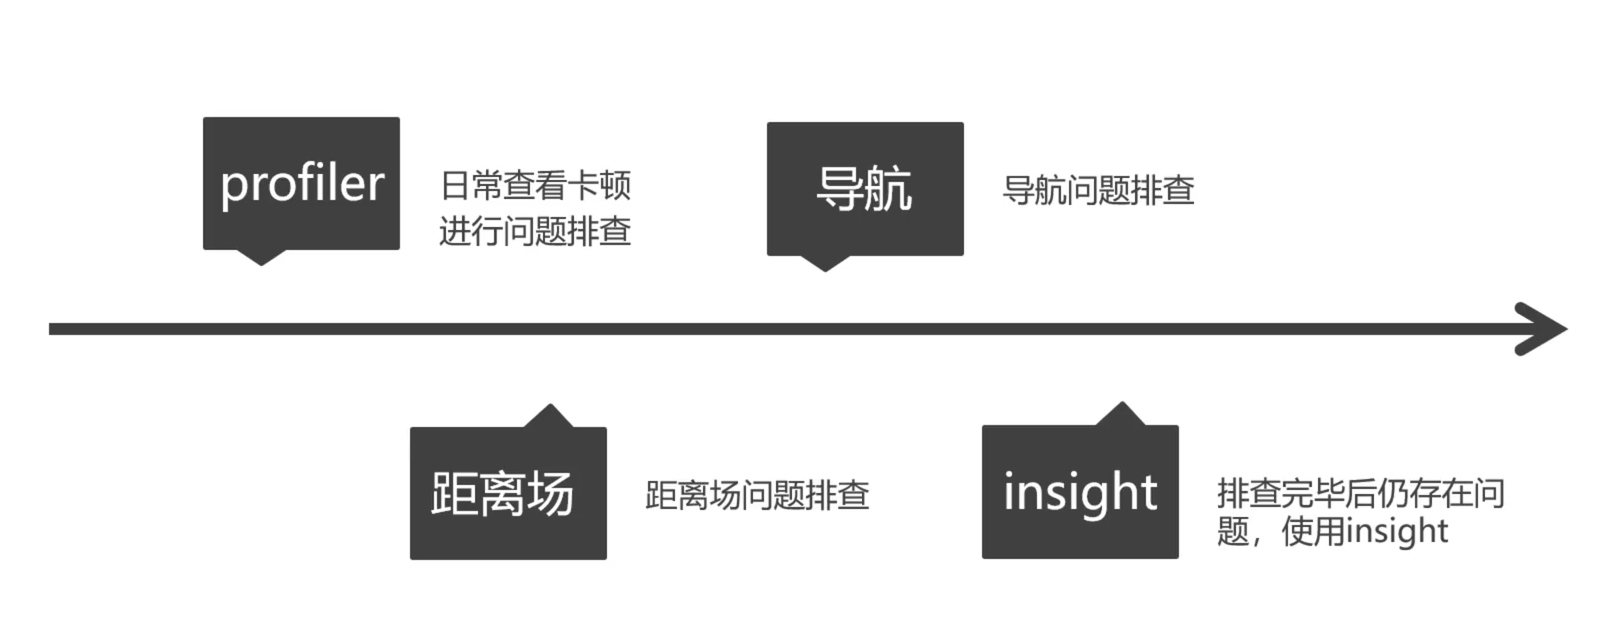 profiler
日常查看卡顿
进行问题排查
导航
导航问题排查
距离场
距离场问题排查
insight
排查完毕后仍存在问
题，使用insight